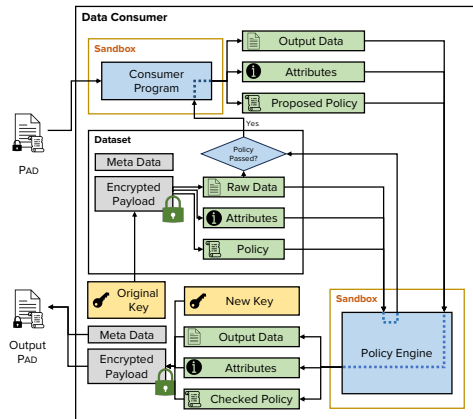 Data Consumer
Sandbox
Consumer
Program
Output Data
Attributes
Proposed Policy
Yes
PAD
Dataset
Meta Data
Encrypted
Payload
Policy
Passed?
Raw Data
Attributes
Policy
Original
Key
New Key
Meta Data
Encrypted
Payload
Output Data
Attributes
Checked Policy
Output
PAD
Sandbox
Policy Engine